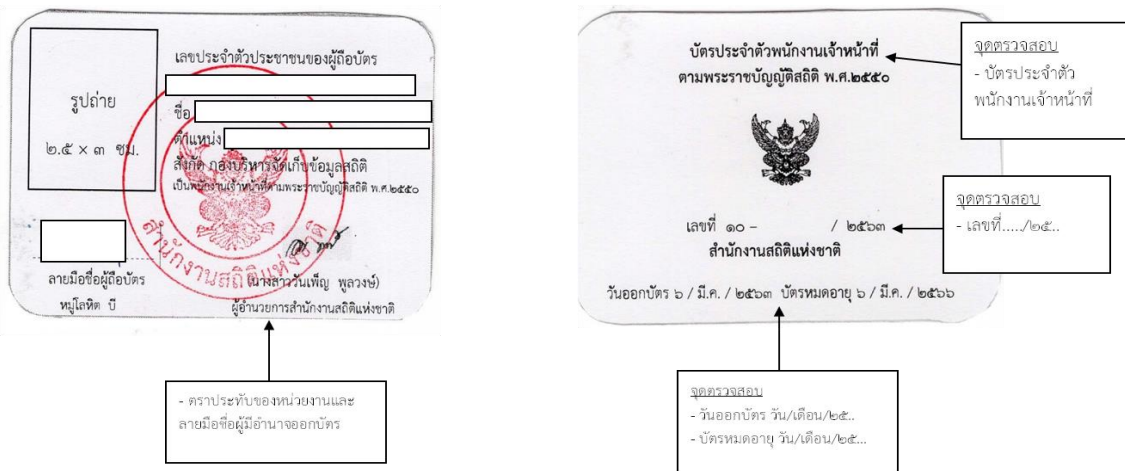 เลขประจำตัวประชาชนของผู้ถือบัตร
รูปถ่าย
๒.๕ × ๓ ซม.
ชื่อ
ตำแหน่ง
สังกัด กองบริหารจัดเก็บข้อมูลสถิติ
เป็นพนักงานเจ้าหน้าที่ตามพระราชบัญญัติสถิติ พ.ศ.๒๕๕๐
สำนักงานสถิติแห่งชาติ
ลายมือชื่อผู้ถือบัตร
(นางสาววันเพ็ญ พูลวงษ์)
หมู่โลหิต บี
ผู้อำนวยการสำนักงานสถิติแห่งชาติ
- ตราประทับของหน่วยงานและ
ลายมือชื่อผู้มีอำนาจออกบัตร
บัตรประจำตัวพนักงานเจ้าหน้าที่
ตามพระราชบัญญัติสถิติ พ.ศ.๒๕๕๐
เลขที่ ๑๐ – / ๒๕๖๓
สำนักงานสถิติแห่งชาติ
วันออกบัตร ๖ / มี.ค. / ๒๕๖๓ บัตรหมดอายุ ๖ / มี.ค. / ๒๕๖๖
จุดตรวจสอบ
- บัตรประจำตัว
พนักงานเจ้าหน้าที่
จุดตรวจสอบ
- เลขที่...../๒๕..
จุดตรวจสอบ
- วันออกบัตร วัน/เดือน/๒๕..
- บัตรหมดอายุ วัน/เดือน/๒๕...